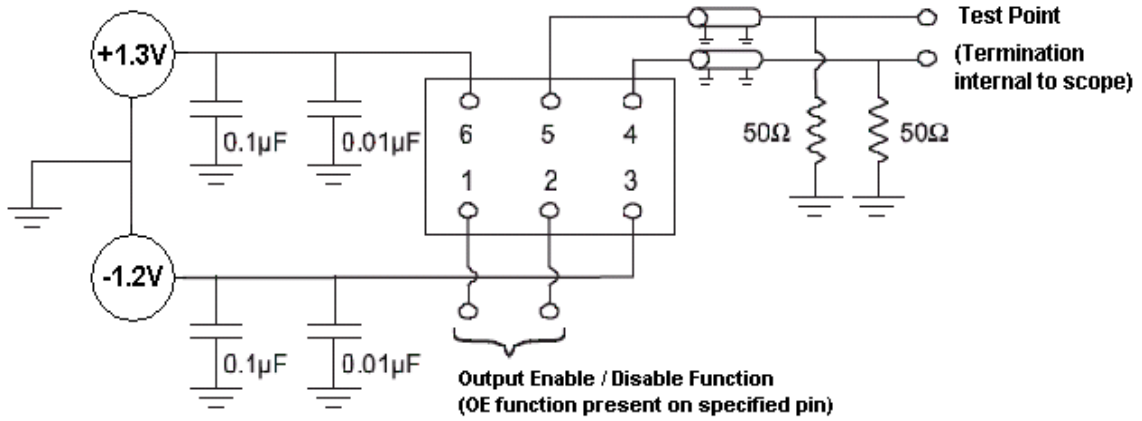 Test Point
+1.3V
(Termination
internal to scope)
0.1µF
0.01µF
6
5
4
50Ω
50Ω
1
2
3
-1.2V
0.1µF
0.01µF
Output Enable / Disable Function
(OE function present on specified pin)